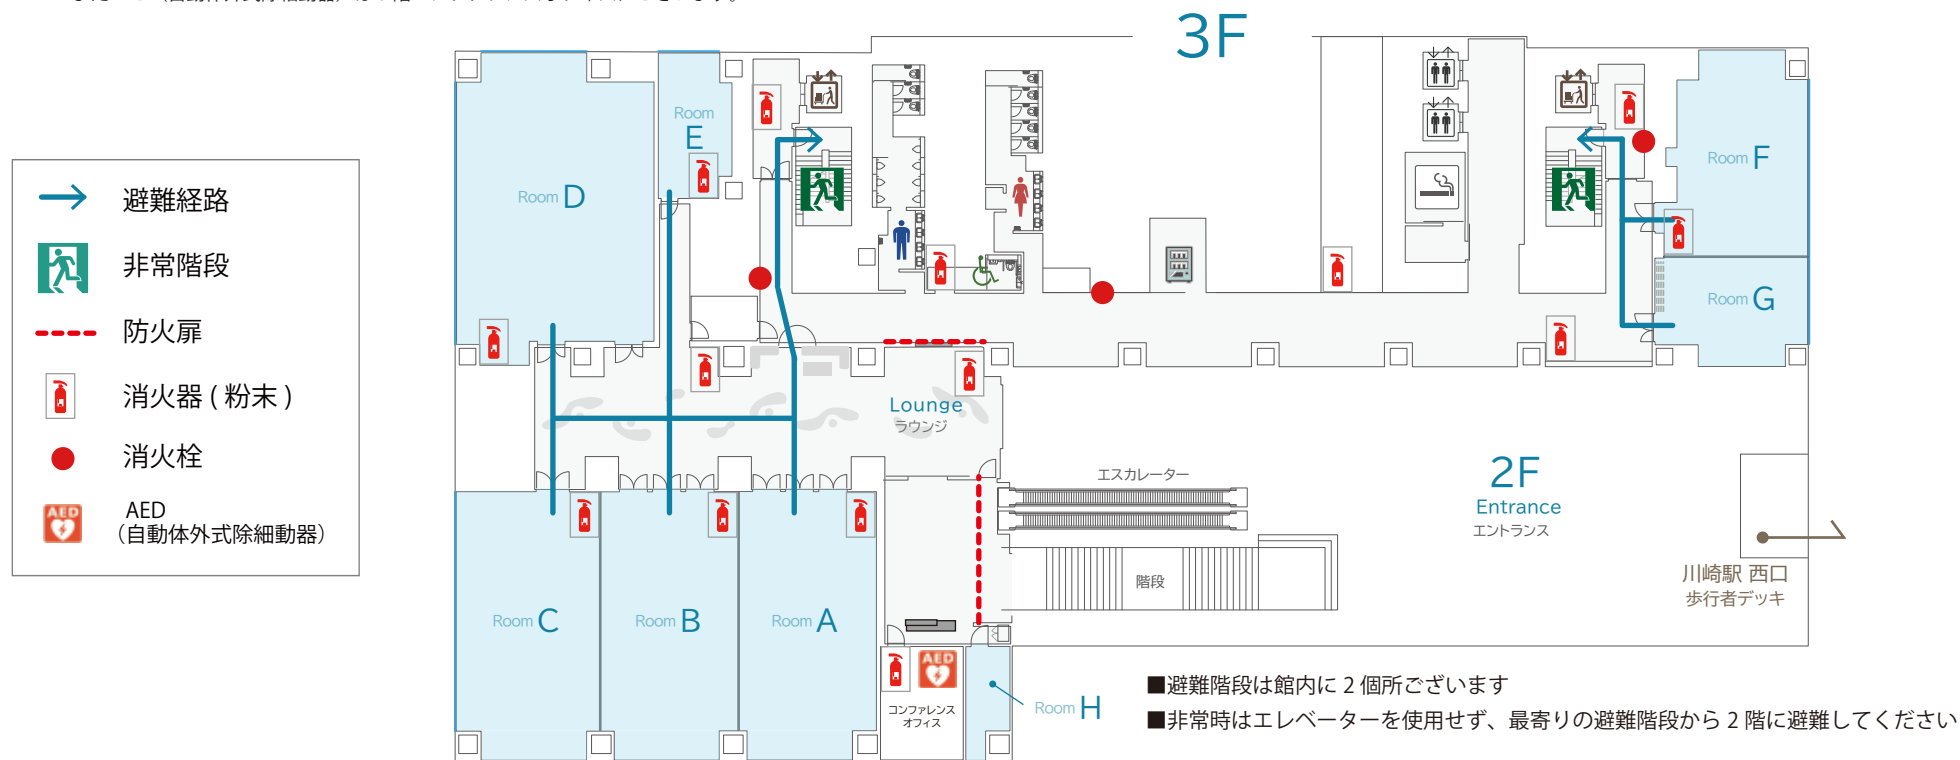 3F
避難経路
非常階段
防火扉
消火器 ( 粉末 )
消火栓
AED
AED
（自動体外式除細動器）
Room D
Room
E
Room F
Room G
Lounge
ラウンジ
エスカレーター
2F
Entrance
エントランス
階段
川崎駅 西口
歩行者デッキ
Room C
Room B
Room A
AED
コンファレンス
オフィス
Room H
■避難階段は館内に 2 個所ございます
■非常時はエレベーターを使用せず、最寄りの避難階段から 2 階に避難してください